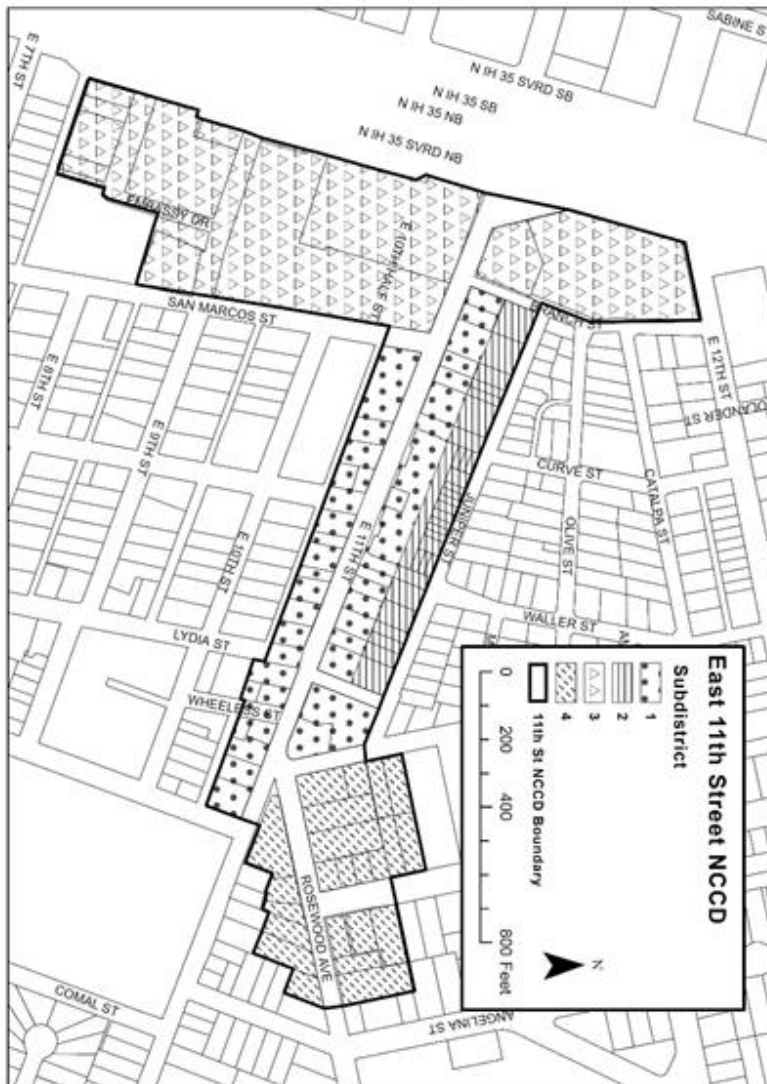 East 11th Street NCCD
Subdistrict
1
2
3
4
11th St NCCD Boundary
0 200 400 800 Feet
N
SABINE S
N IH 35 SVRD SB
N IH 35 SB
N IH 35 NB
N IH 35 SVRD NB
E 7TH ST
EMBASSY DR
E 10TH HALF ST
SAN MARCOS ST
E 8TH ST
E 9TH ST
E 10TH ST
E 11TH ST
LYDIA ST
WHEELESS ST
RANCH ST
E 12TH ST
OLANDER ST
CURVE ST
CATALPA ST
OLIVE ST
JUNIPER ST
WALLER ST
ROSEWOOD AVE
ANGELINA ST
COMAL ST